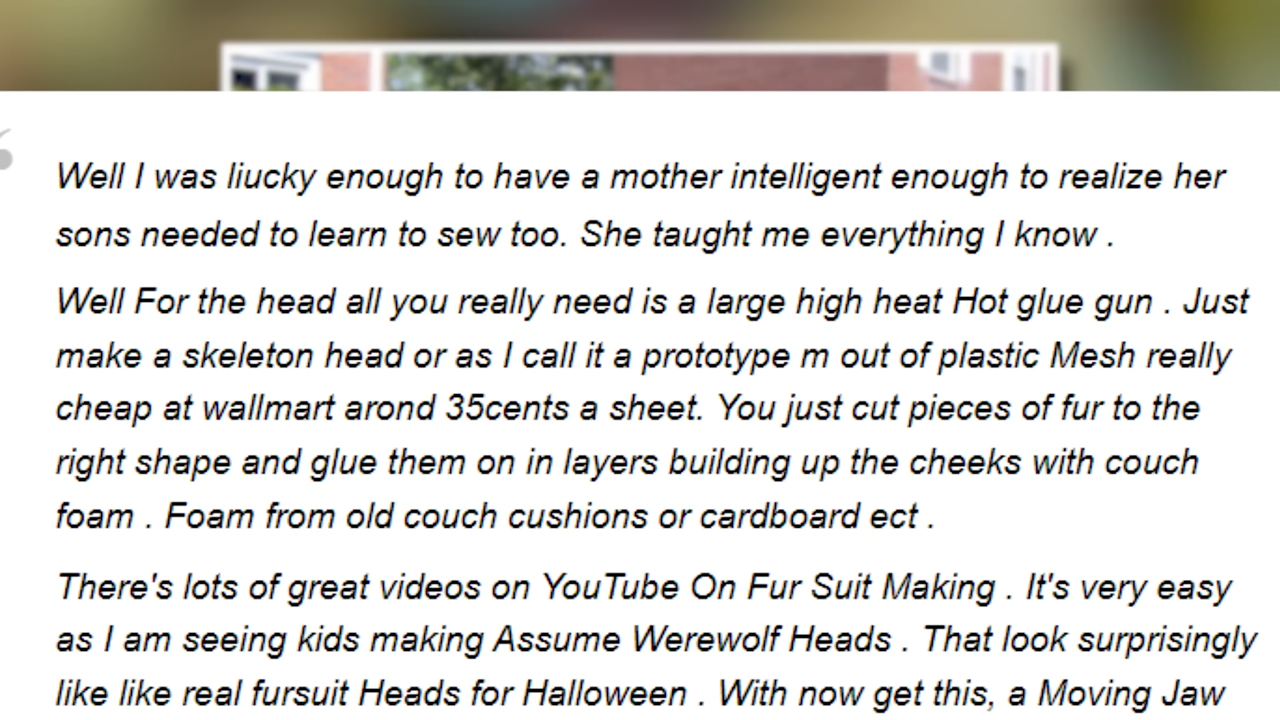 Well I was liucky enough to have a mother intelligent enough to realize her
sons needed to learn to sew too. She taught me everything I know .
Well For the head all you really need is a large high heat Hot glue gun . Just
make a skeleton head or as I call it a prototype m out of plastic Mesh really
cheap at wallmart arond 35cents a sheet. You just cut pieces of fur to the
right shape and glue them on in layers building up the cheeks with couch
foam . Foam from old couch cushions or cardboard ect .
There's lots of great videos on YouTube On Fur Suit Making . It's very easy
as I am seeing kids making Assume Werewolf Heads . That look surprisingly
like like real fursuit Heads for Halloween . With now get this, a Moving Jaw